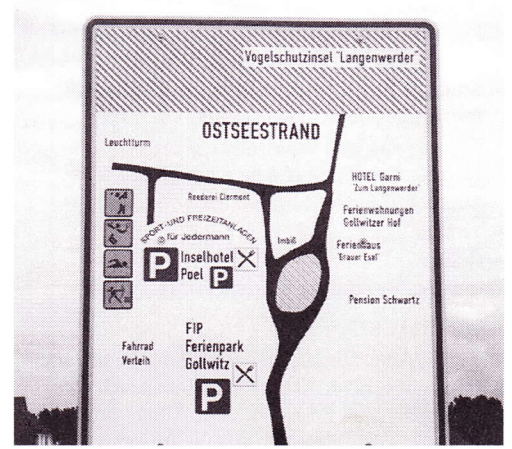 Vogelschutzinsel "Langenwerder"
OSTSEESTRAND
Leuchtturm
HOTEL Garni
"Zum Langenwerder"
Reederei Clermont
Ferienwohnungen
Gollwitzer Hof
SPORT-UND FREIZEITANLAGEN
@ für Jedermann
Imbiß
Ferienhaus
"Grauer Esel"
P Inselhotel
Poel P
Pension Schwartz
FIP
Ferienpark
Gollwitz
P
Fahrrad
Verleih